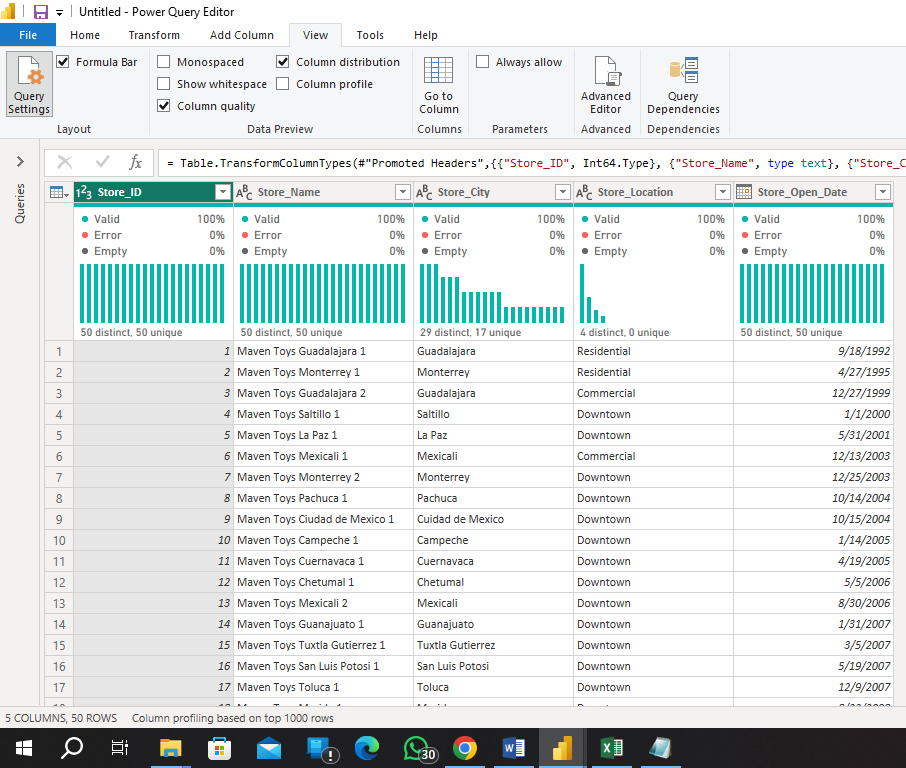 Untitled - Power Query Editor
File Home Transform Add Column View Tools Help
Query Settings
Formula Bar
Layout
Monospaced
Show whitespace
Column quality
Column distribution
Column profile
Data Preview
Go to Column
Columns
Always allow
Parameters
Advanced Editor
Advanced
Query Dependencies
Dependencies
Queries
fx
= Table.TransformColumnTypes(#"Promoted Headers",{{"Store_ID", Int64.Type}, {"Store_Name", type text}, {"Store_C
123 Store_ID ABC Store_Name ABC Store_City ABC Store_Location Store_Open_Date
Valid 100% Valid 100% Valid 100% Valid 100% Valid 100%
Error 0% Error 0% Error 0% Error 0% Error 0%
Empty 0% Empty 0% Empty 0% Empty 0% Empty 0%
50 distinct, 50 unique 50 distinct, 50 unique 29 distinct, 17 unique 4 distinct, 0 unique 50 distinct, 50 unique
1 1 Maven Toys Guadalajara 1 Guadalajara Residential 9/18/1992
2 2 Maven Toys Monterrey 1 Monterrey Residential 4/27/1995
3 3 Maven Toys Guadalajara 2 Guadalajara Commercial 12/27/1999
4 4 Maven Toys Saltillo 1 Saltillo Downtown 1/1/2000
5 5 Maven Toys La Paz 1 La Paz Downtown 5/31/2001
6 6 Maven Toys Mexicali 1 Mexicali Commercial 12/13/2003
7 7 Maven Toys Monterrey 2 Monterrey Downtown 12/25/2003
8 8 Maven Toys Pachuca 1 Pachuca Downtown 10/14/2004
9 9 Maven Toys Ciudad de Mexico 1 Cuidad de Mexico Downtown 10/15/2004
10 10 Maven Toys Campeche 1 Campeche Downtown 1/14/2005
11 11 Maven Toys Cuernavaca 1 Cuernavaca Downtown 4/19/2005
12 12 Maven Toys Chetumal 1 Chetumal Downtown 5/5/2006
13 13 Maven Toys Mexicali 2 Mexicali Downtown 8/30/2006
14 14 Maven Toys Guanajuato 1 Guanajuato Downtown 1/31/2007
15 15 Maven Toys Tuxtla Gutierrez 1 Tuxtla Gutierrez Downtown 3/5/2007
16 16 Maven Toys San Luis Potosi 1 San Luis Potosi Downtown 5/19/2007
17 17 Maven Toys Toluca 1 Toluca Downtown 12/9/2007
5 COLUMNS, 50 ROWS Column profiling based on top 1000 rows
30